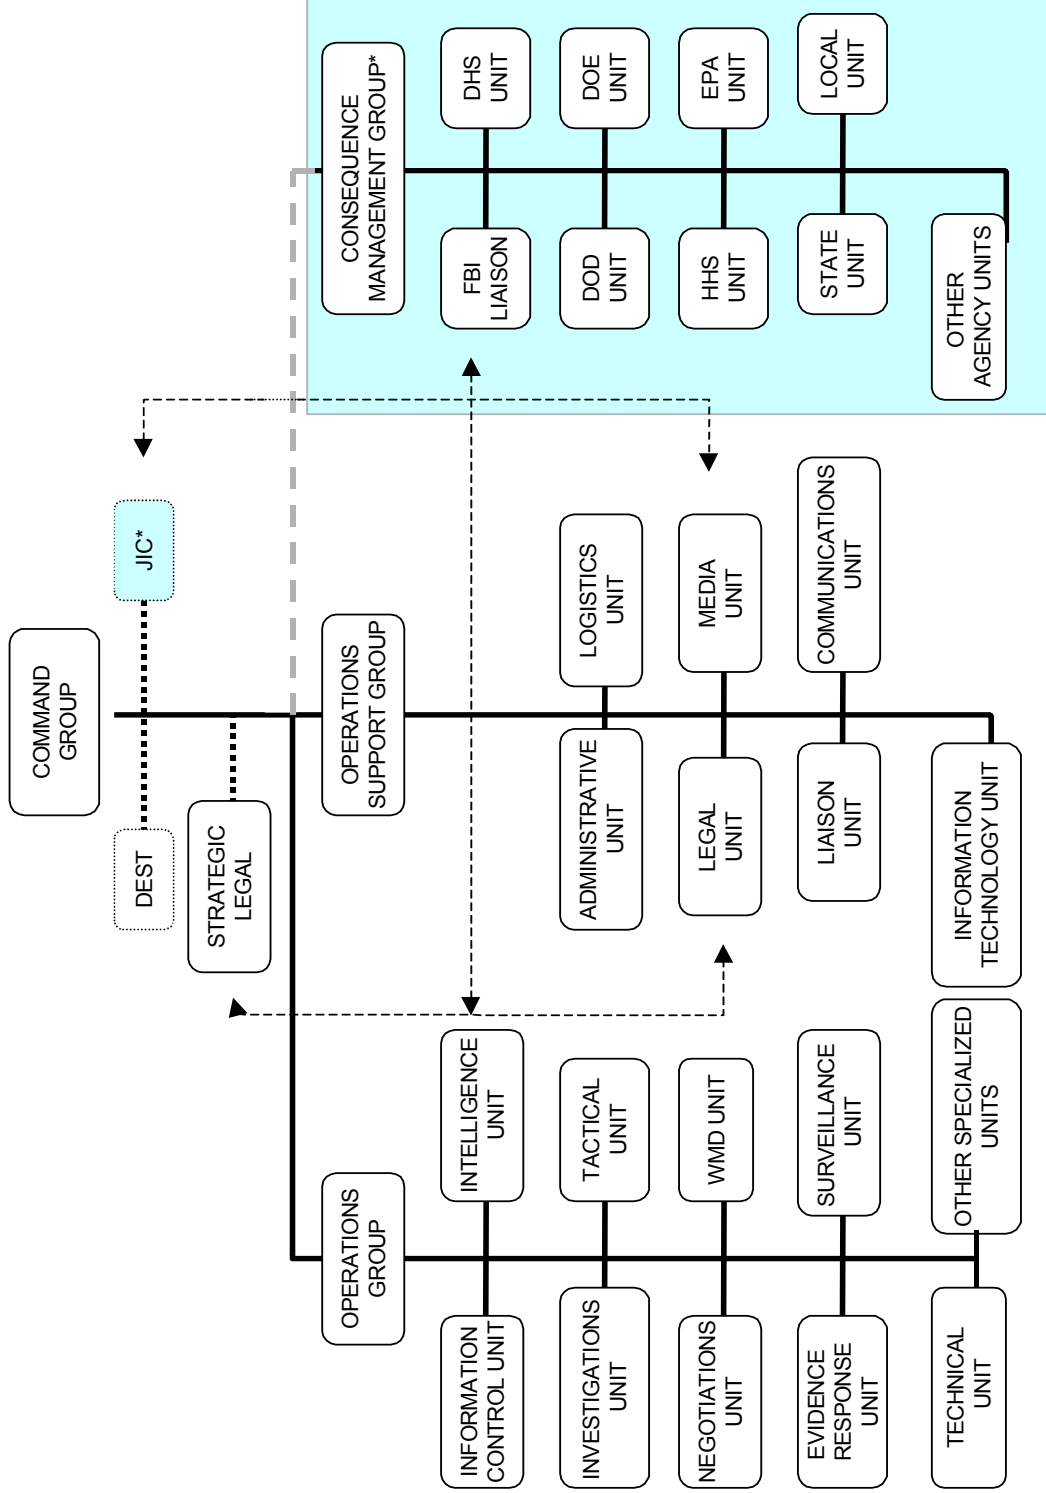 COMMAND
GROUP
DEST
JIC*
STRATEGIC
LEGAL
OPERATIONS
GROUP
OPERATIONS
SUPPORT GROUP
CONSEQUENCE
MANAGEMENT GROUP*
INFORMATION
CONTROL UNIT
INTELLIGENCE
UNIT
FBI
LIAISON
DHS
UNIT
INVESTIGATIONS
UNIT
TACTICAL
UNIT
ADMINISTRATIVE
UNIT
LOGISTICS
UNIT
DOD
UNIT
DOE
UNIT
NEGOTIATIONS
UNIT
WMD UNIT
LEGAL
UNIT
MEDIA
UNIT
HHS
UNIT
EPA
UNIT
EVIDENCE
RESPONSE
UNIT
SURVEILLANCE
UNIT
LIAISON
UNIT
COMMUNICATIONS
UNIT
STATE
UNIT
LOCAL
UNIT
TECHNICAL
UNIT
OTHER SPECIALIZED
UNITS
INFORMATION
TECHNOLOGY UNIT
OTHER
AGENCY UNITS